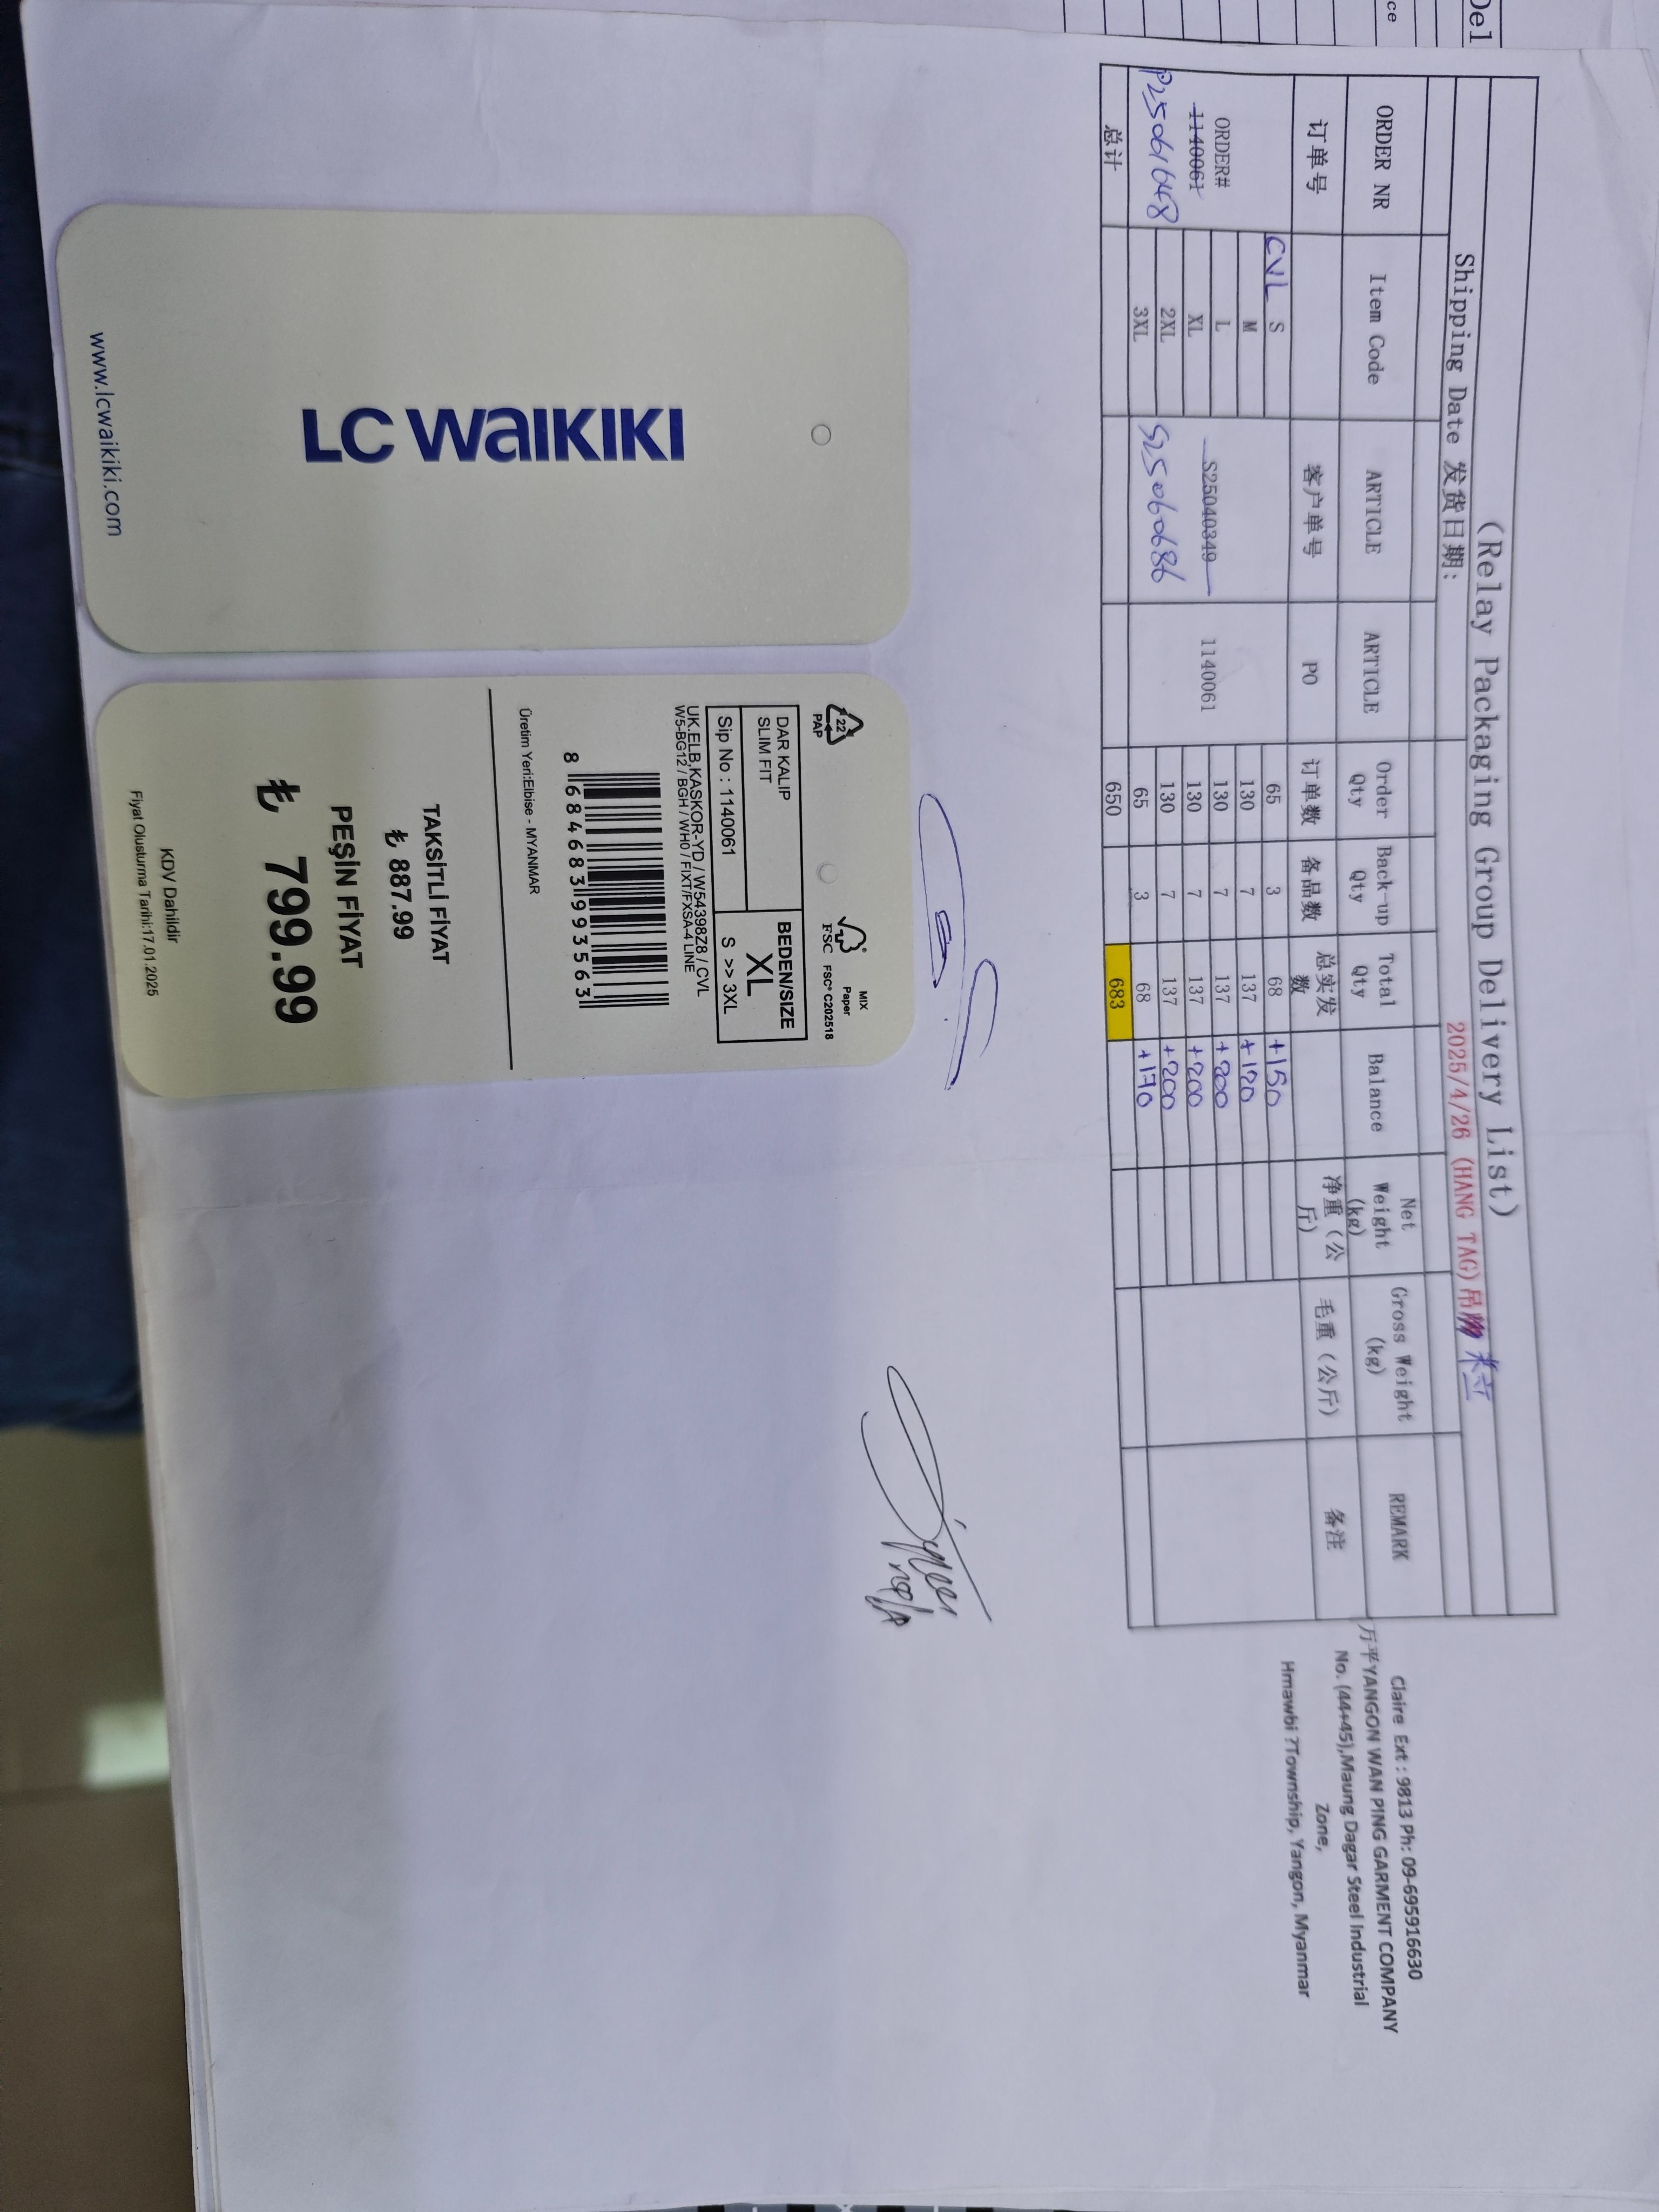 Del
ce
(Relay Packaging Group Delivery List)
Shipping Date 发货日期: 2025/4/26 (HANG TAG)吊
ORDER NR Item Code ARTICLE ARTICLE Order Qty Back-up Qty Total Qty Balance Net Weight (kg) Gross Weight (kg) REMARK
订单号 客户单号 PO 订单数 备品数 总实发数 净重（公斤） 毛重（公斤） 备注
CVL S 65 3 68 +150
M 130 7 137 +190
ORDER# L 130 7 137 +200
1140061 XL S25040349 1140061 130 7 137 +200
P25061648 2XL S25060686 130 7 137 +200
3XL 65 3 68 +170
总计 650 683
Claire Ext : 9813 Ph: 09-695916630
万平YANGON WAN PING GARMENT COMPANY
No. (44+45),Maung Dagar Steel Industrial
Zone,
Hmawbi ?Township, Yangon, Myanmar
LC WAIKIKI
www.lcwaikiki.com
22
PAP
FSC
MIX
Paper
FSC® C202518
DAR KALIP
SLIM FIT
BEDEN/SIZE
XL
Sip No : 1140061
S >> 3XL
UK.ELB,KASKOR-YD / W54398Z8 / CVL
W5-BG12 / BGH / WH0 / FIXT/FXSA-4 LINE
8 684683 993563
Üretim Yeri:Elbise - MYANMAR
TAKSİTLİ FİYAT
₺ 887.99
PEŞİN FİYAT
₺ 799.99
KDV Dahildir
Fiyat Olusturma Tarihi:17.01.2025